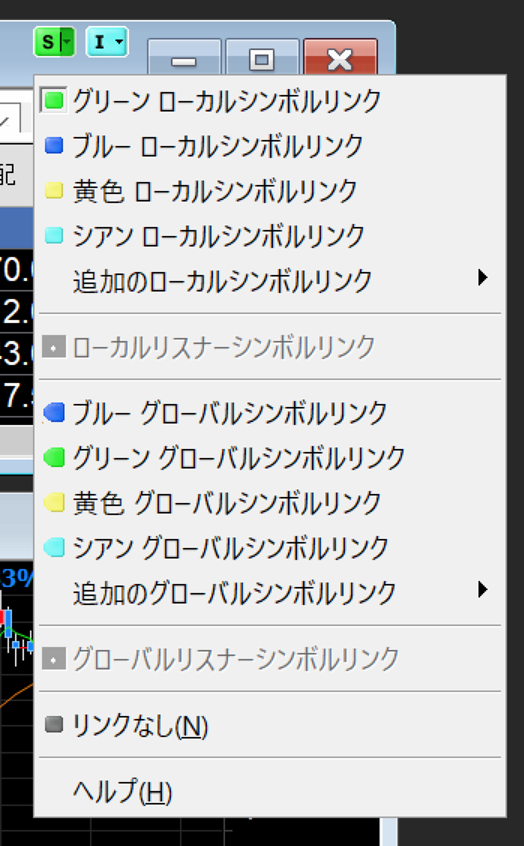 S
I
グリーン ローカルシンボルリンク
ブルー ローカルシンボルリンク
黄色 ローカルシンボルリンク
シアン ローカルシンボルリンク
追加のローカルシンボルリンク
ローカルリスナーシンボルリンク
ブルー グローバルシンボルリンク
グリーン グローバルシンボルリンク
黄色 グローバルシンボルリンク
シアン グローバルシンボルリンク
追加のグローバルシンボルリンク
グローバルリスナーシンボルリンク
リンクなし(N)
ヘルプ(H)
配
70.
2.
3.
7.
3%